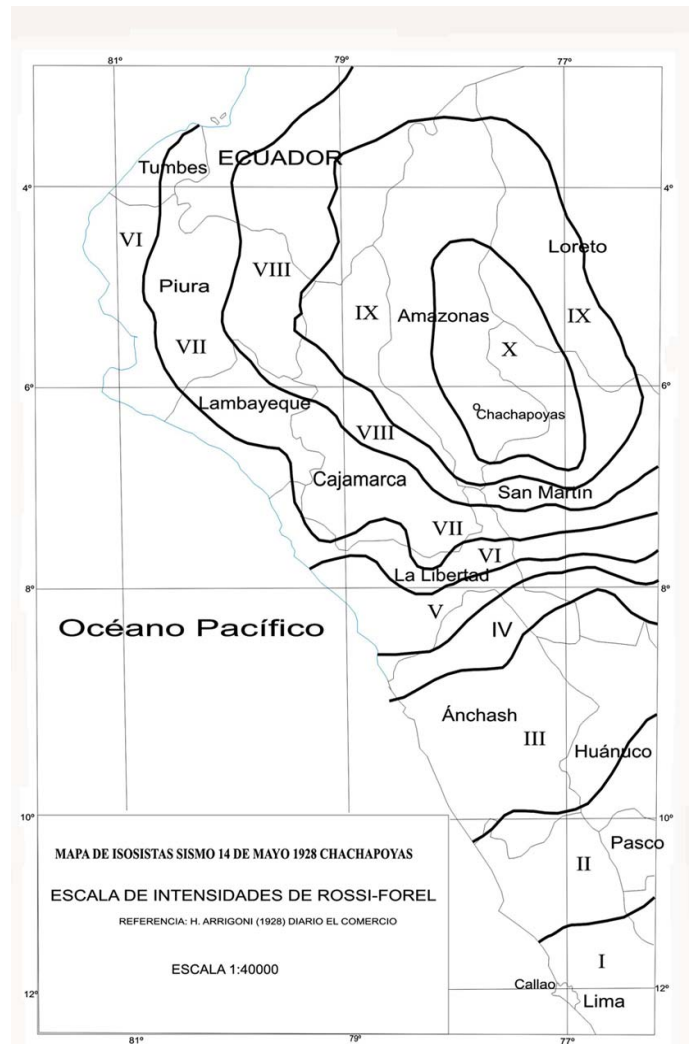 81º 79º 77º
Tumbes ECUADOR
4º 4º
VI Loreto
VIII
Piura
IX Amazonas IX
VII X
6º 6º
Lambayeque Chachapoyas
VIII
Cajamarca San Martín
VII
VI
La Libertad
8º 8º
V
Océano Pacífico IV
Ánchash
III
Huánuco
10º 10º
Pasco
MAPA DE ISOSISTAS SISMO 14 DE MAYO 1928 CHACHAPOYAS
II
ESCALA DE INTENSIDADES DE ROSSI-FOREL
REFERENCIA: H. ARRIGONI (1928) DIARIO EL COMERCIO
I
ESCALA 1:40000
Callao
12º 12º
Lima
81º 79º 77º